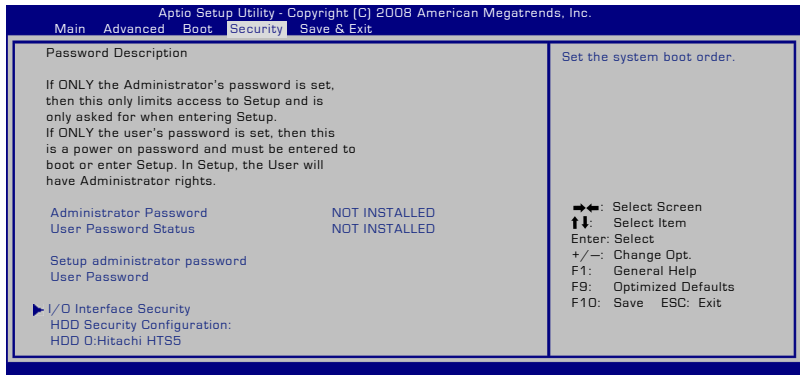 Aptio Setup Utility - Copyright (C) 2008 American Megatrends, Inc.
Main Advanced Boot Security Save & Exit
Password Description
If ONLY the Administrator's password is set,
then this only limits access to Setup and is
only asked for when entering Setup.
If ONLY the user's password is set, then this
is a power on password and must be entered to
boot or enter Setup. In Setup, the User will
have Administrator rights.
Administrator Password NOT INSTALLED
User Password Status NOT INSTALLED
Setup administrator password
User Password
I/O Interface Security
HDD Security Configuration:
HDD 0:Hitachi HTS5
Set the system boot order.
→←: Select Screen
↑↓: Select Item
Enter: Select
+/—: Change Opt.
F1: General Help
F9: Optimized Defaults
F10: Save ESC: Exit